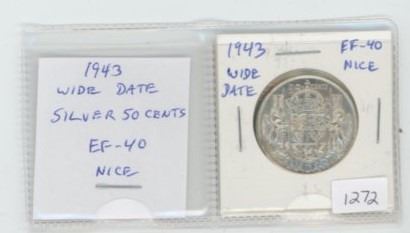 1943
WIDE DATE
SILVER 50 CENTS
EF-40
NICE
1943 EF-40
WIDE NICE
DATE
1272